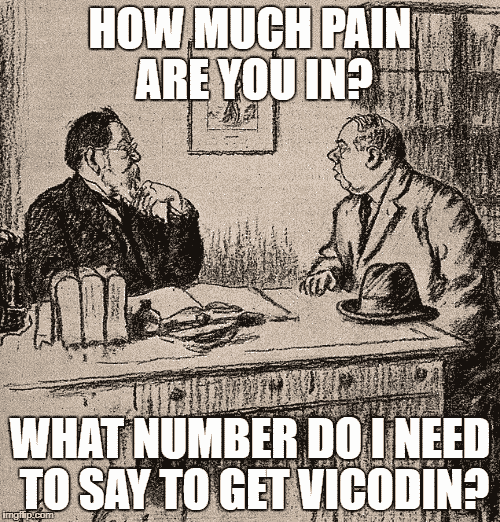 HOW MUCH PAIN
ARE YOU IN?
WHAT NUMBER DO I NEED
TO SAY TO GET VICODIN?
imgflip.com